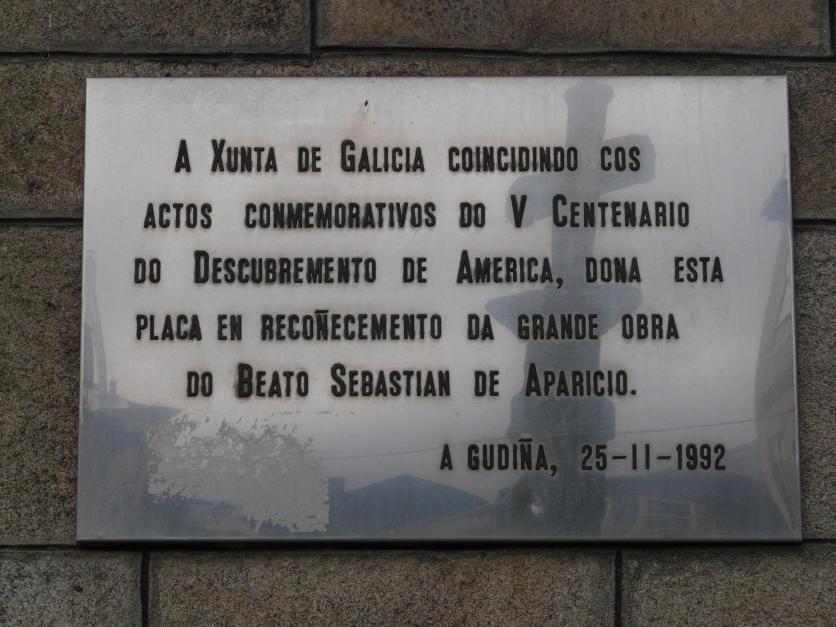 A XUNTA DE GALICIA COINCIDINDO COS
ACTOS CONMEMORATIVOS DO V CENTENARIO
DO DESCUBREMENTO DE AMERICA, DONA ESTA
PLACA EN RECOÑECEMENTO DA GRANDE OBRA
DO BEATO SEBASTIAN DE APARICIO.
A GUDIÑA, 25-II-1992